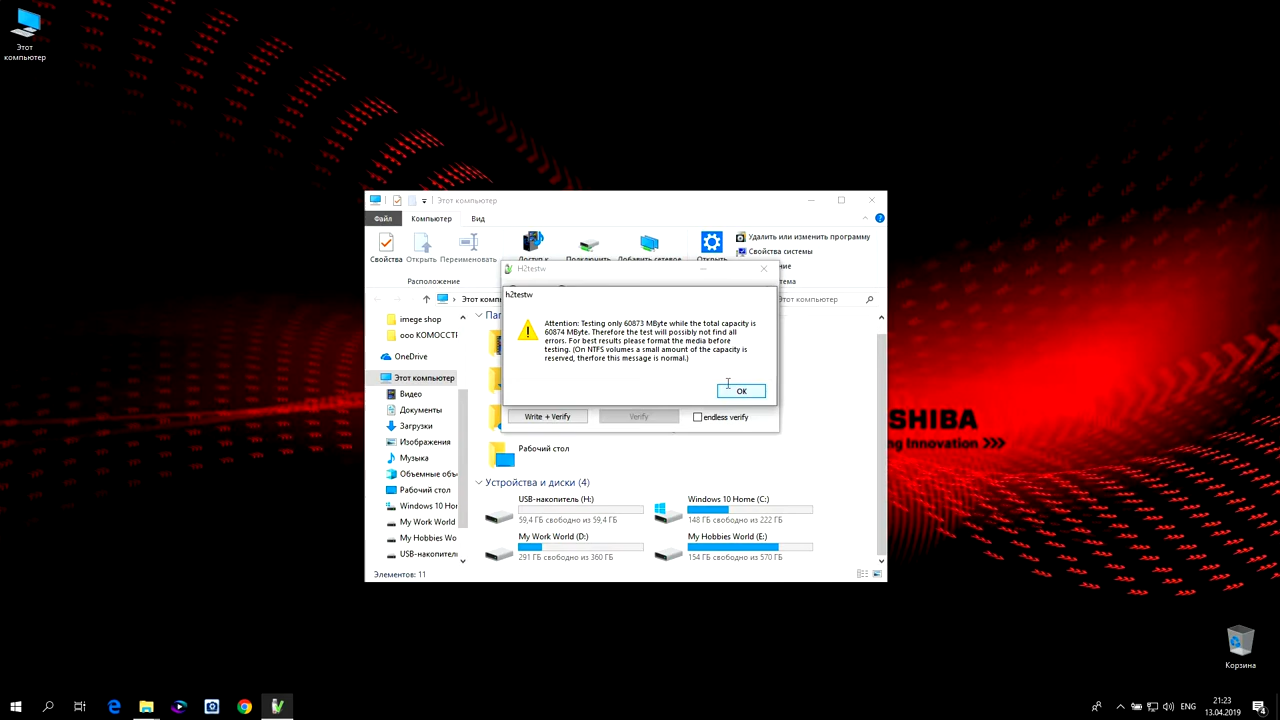 Этот
компьютер
Этот компьютер
Файл
Компьютер
Вид
Свойства
Открыть
Переименовать
Удалить или изменить программу
Свойства системы
Расположение
Этот
imege shop
OneDrive
Этот компьютер
Видео
Документы
Загрузки
Изображения
Музыка
Рабочий стол
My Work World
H2testw
h2testw
Attention: Testing only 60873 MByte while the total capacity is
60874 MByte. Therefore the test will possibly not find all
errors. For best results please format the media before
testing. (On NTFS volumes a small amount of the capacity is
reserved, therfore this message is normal.)
OK
Write + Verify
Verify
endless verify
компьютер
Рабочий стол
Устройства и диски (4)
USB-накопитель (H:)
59,4 ГБ свободно из 59,4 ГБ
Windows 10 Home (C:)
148 ГБ свободно из 222 ГБ
My Work World (D:)
291 ГБ свободно из 360 ГБ
My Hobbies World (E:)
154 ГБ свободно из 570 ГБ
Элементов: 11
SHIBA
ng Innovation >>>
Корзина
ENG
21:23
13.04.2019
4